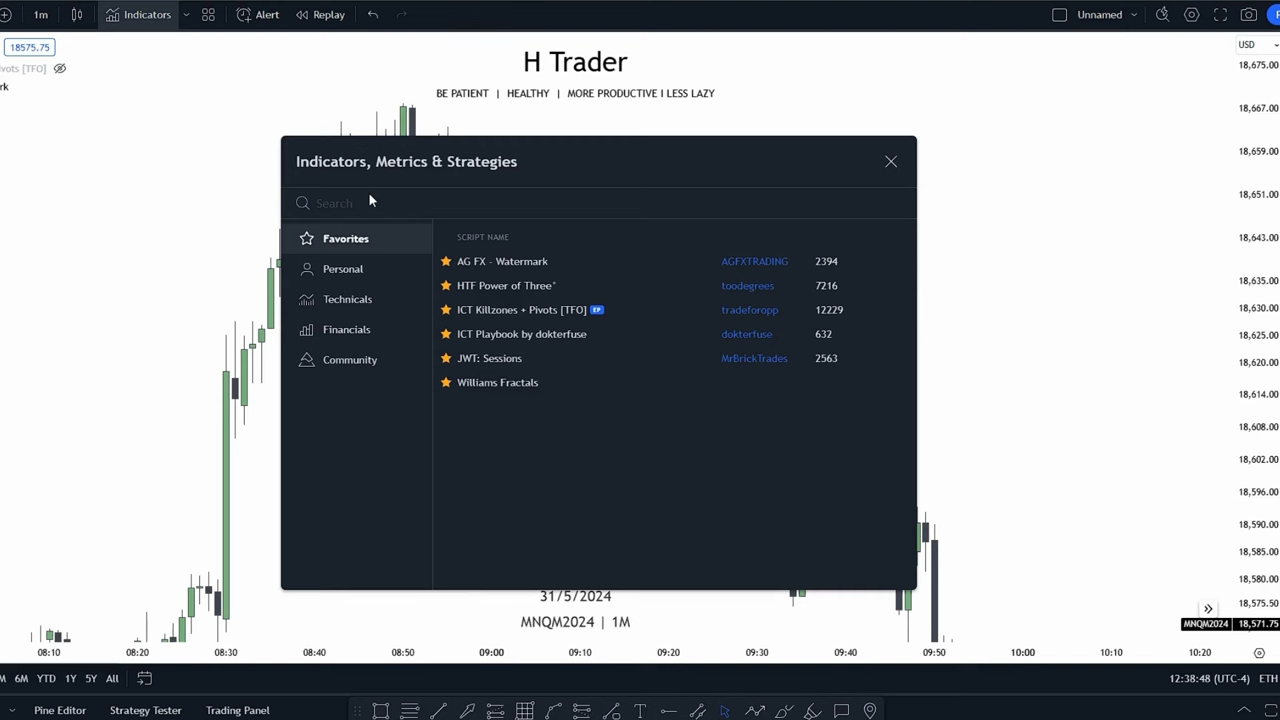 1m Indicators Alert Replay Unnamed
18575.75 USD
ivots [TFO]
rk
H Trader
BE PATIENT | HEALTHY | MORE PRODUCTIVE I LESS LAZY
Indicators, Metrics & Strategies
Search
Favorites
Personal
Technicals
Financials
Community
SCRIPT NAME
AG FX - Watermark AGFXTRADING 2394
HTF Power of Three° toodegrees 7216
ICT Killzones + Pivots [TFO] EP tradeforopp 12229
ICT Playbook by dokterfuse dokterfuse 632
JWT: Sessions MrBrickTrades 2563
Williams Fractals
31/5/2024
MNQM2024 | 1M
18,675.00
18,667.00
18,659.00
18,651.00
18,643.00
18,635.00
18,630.00
18,620.00
18,614.00
18,608.00
18,602.00
18,596.00
18,590.00
18,585.00
18,580.00
18,575.50
MNQM2024 18,571.75
08:10 08:20 08:30 08:40 08:50 09:00 09:10 09:20 09:30 09:40 09:50 10:00 10:10 10:20
M 6M YTD 1Y 5Y All 12:38:48 (UTC-4) ETH
Pine Editor Strategy Tester Trading Panel